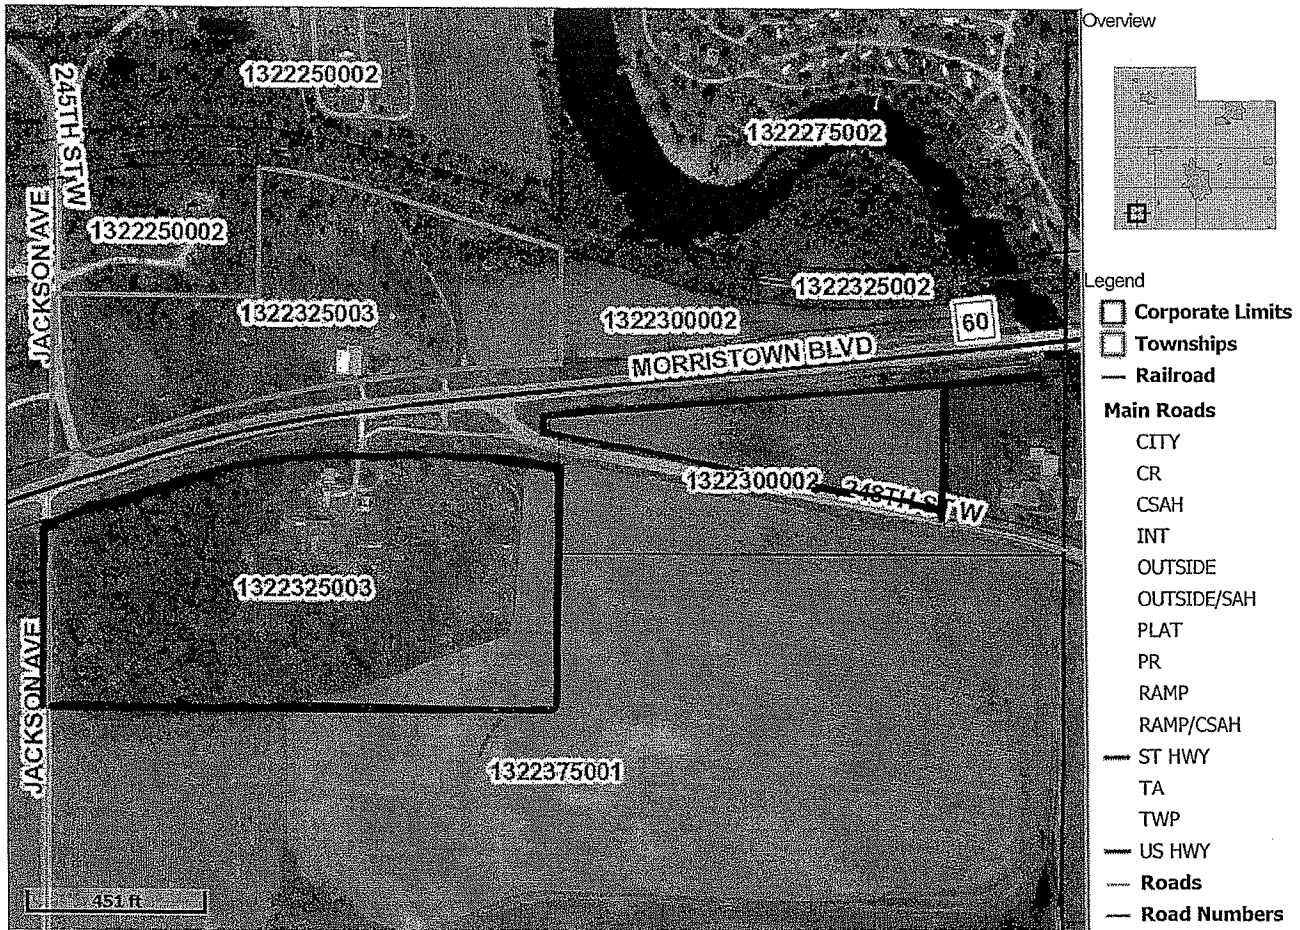 Overview
1322250002
245TH ST W
1322275002
JACKSON AVE
1322250002
1322325002
Legend
1322325003
1322300002
60
Corporate Limits
MORRISTOWN BLVD
Townships
Railroad
Main Roads
CITY
CR
1322300002
248TH ST W
CSAH
INT
OUTSIDE
1322325003
OUTSIDE/SAH
PLAT
JACKSON AVE
PR
RAMP
RAMP/CSAH
ST HWY
1322375001
TA
TWP
US HWY
Roads
451 ft
Road Numbers